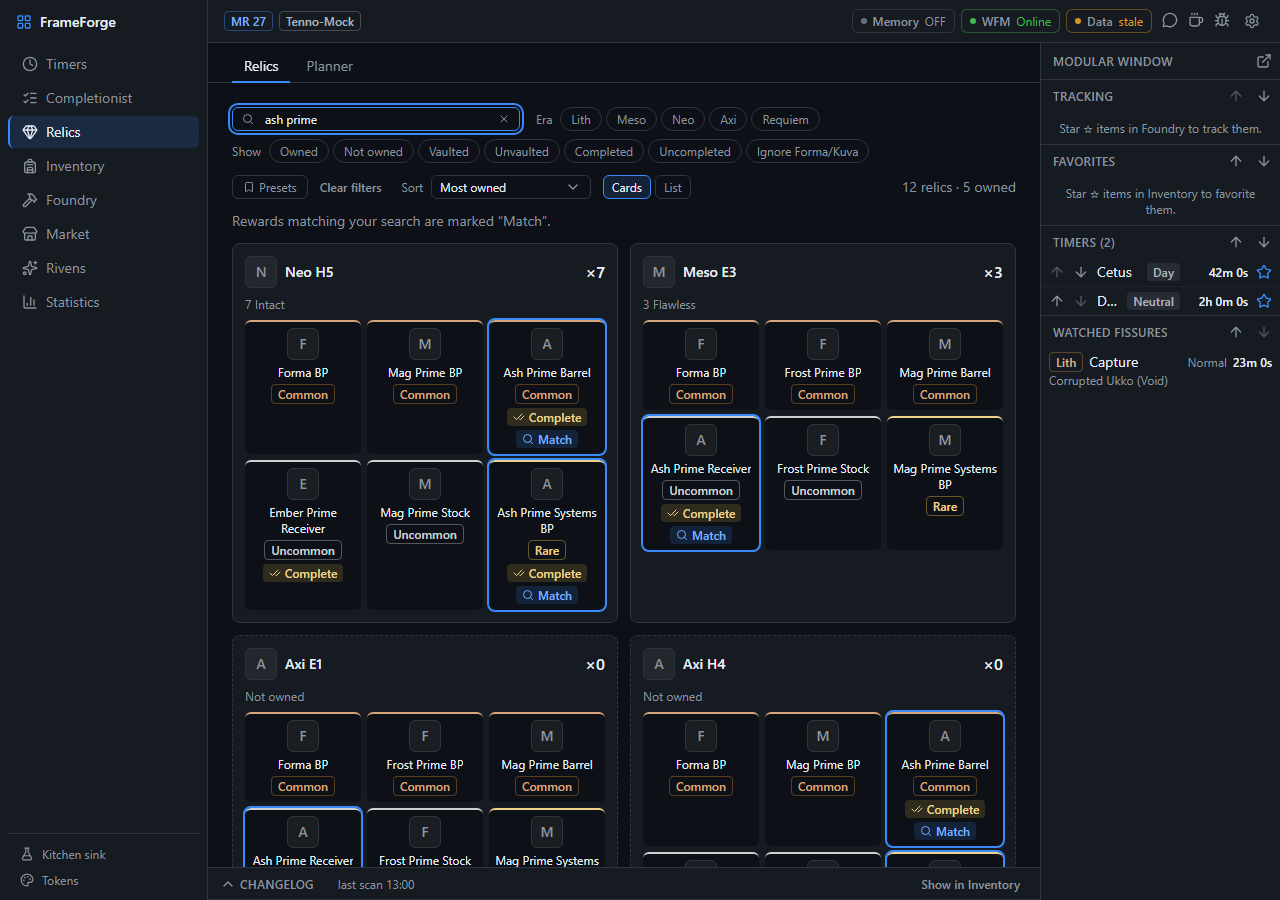 FrameForge
MR 27
Tenno-Mock
Memory OFF
WFM Online
Data stale
Timers
Completionist
Relics
Inventory
Foundry
Market
Rivens
Statistics
Kitchen sink
Tokens
Relics
Planner
ash prime
Era
Lith
Meso
Neo
Axi
Requiem
Show
Owned
Not owned
Vaulted
Unvaulted
Completed
Uncompleted
Ignore Forma/Kuva
Presets
Clear filters
Sort
Most owned
Cards
List
12 relics · 5 owned
Rewards matching your search are marked “Match”.
N
Neo H5
×7
7 Intact
F
Forma BP
Common
M
Mag Prime BP
Common
A
Ash Prime Barrel
Common
Complete
Match
E
Ember Prime
Receiver
Uncommon
Complete
M
Mag Prime Stock
Uncommon
A
Ash Prime Systems
BP
Rare
Complete
Match
M
Meso E3
×3
3 Flawless
F
Forma BP
Common
F
Frost Prime BP
Common
M
Mag Prime Barrel
Common
A
Ash Prime Receiver
Uncommon
Complete
Match
F
Frost Prime Stock
Uncommon
M
Mag Prime Systems
BP
Rare
A
Axi E1
×0
Not owned
F
Forma BP
Common
F
Frost Prime BP
Common
M
Mag Prime Barrel
Common
A
Ash Prime Receiver
F
Frost Prime Stock
M
Mag Prime Systems
A
Axi H4
×0
Not owned
F
Forma BP
Common
M
Mag Prime BP
Common
A
Ash Prime Barrel
Common
Complete
Match
CHANGELOG
last scan 13:00
Show in Inventory
MODULAR WINDOW
TRACKING
Star ☆ items in Foundry to track them.
FAVORITES
Star ☆ items in Inventory to favorite
them.
TIMERS (2)
Cetus
Day
42m 0s
D...
Neutral
2h 0m 0s
WATCHED FISSURES
Lith
Capture
Normal
23m 0s
Corrupted Ukko (Void)